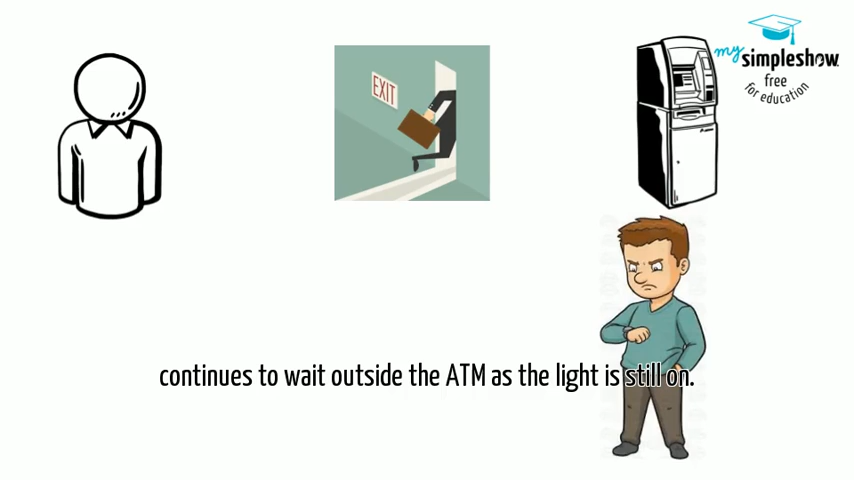 my
simpleshow.
free
for education
EXIT
continues to wait outside the ATM as the light is still on.